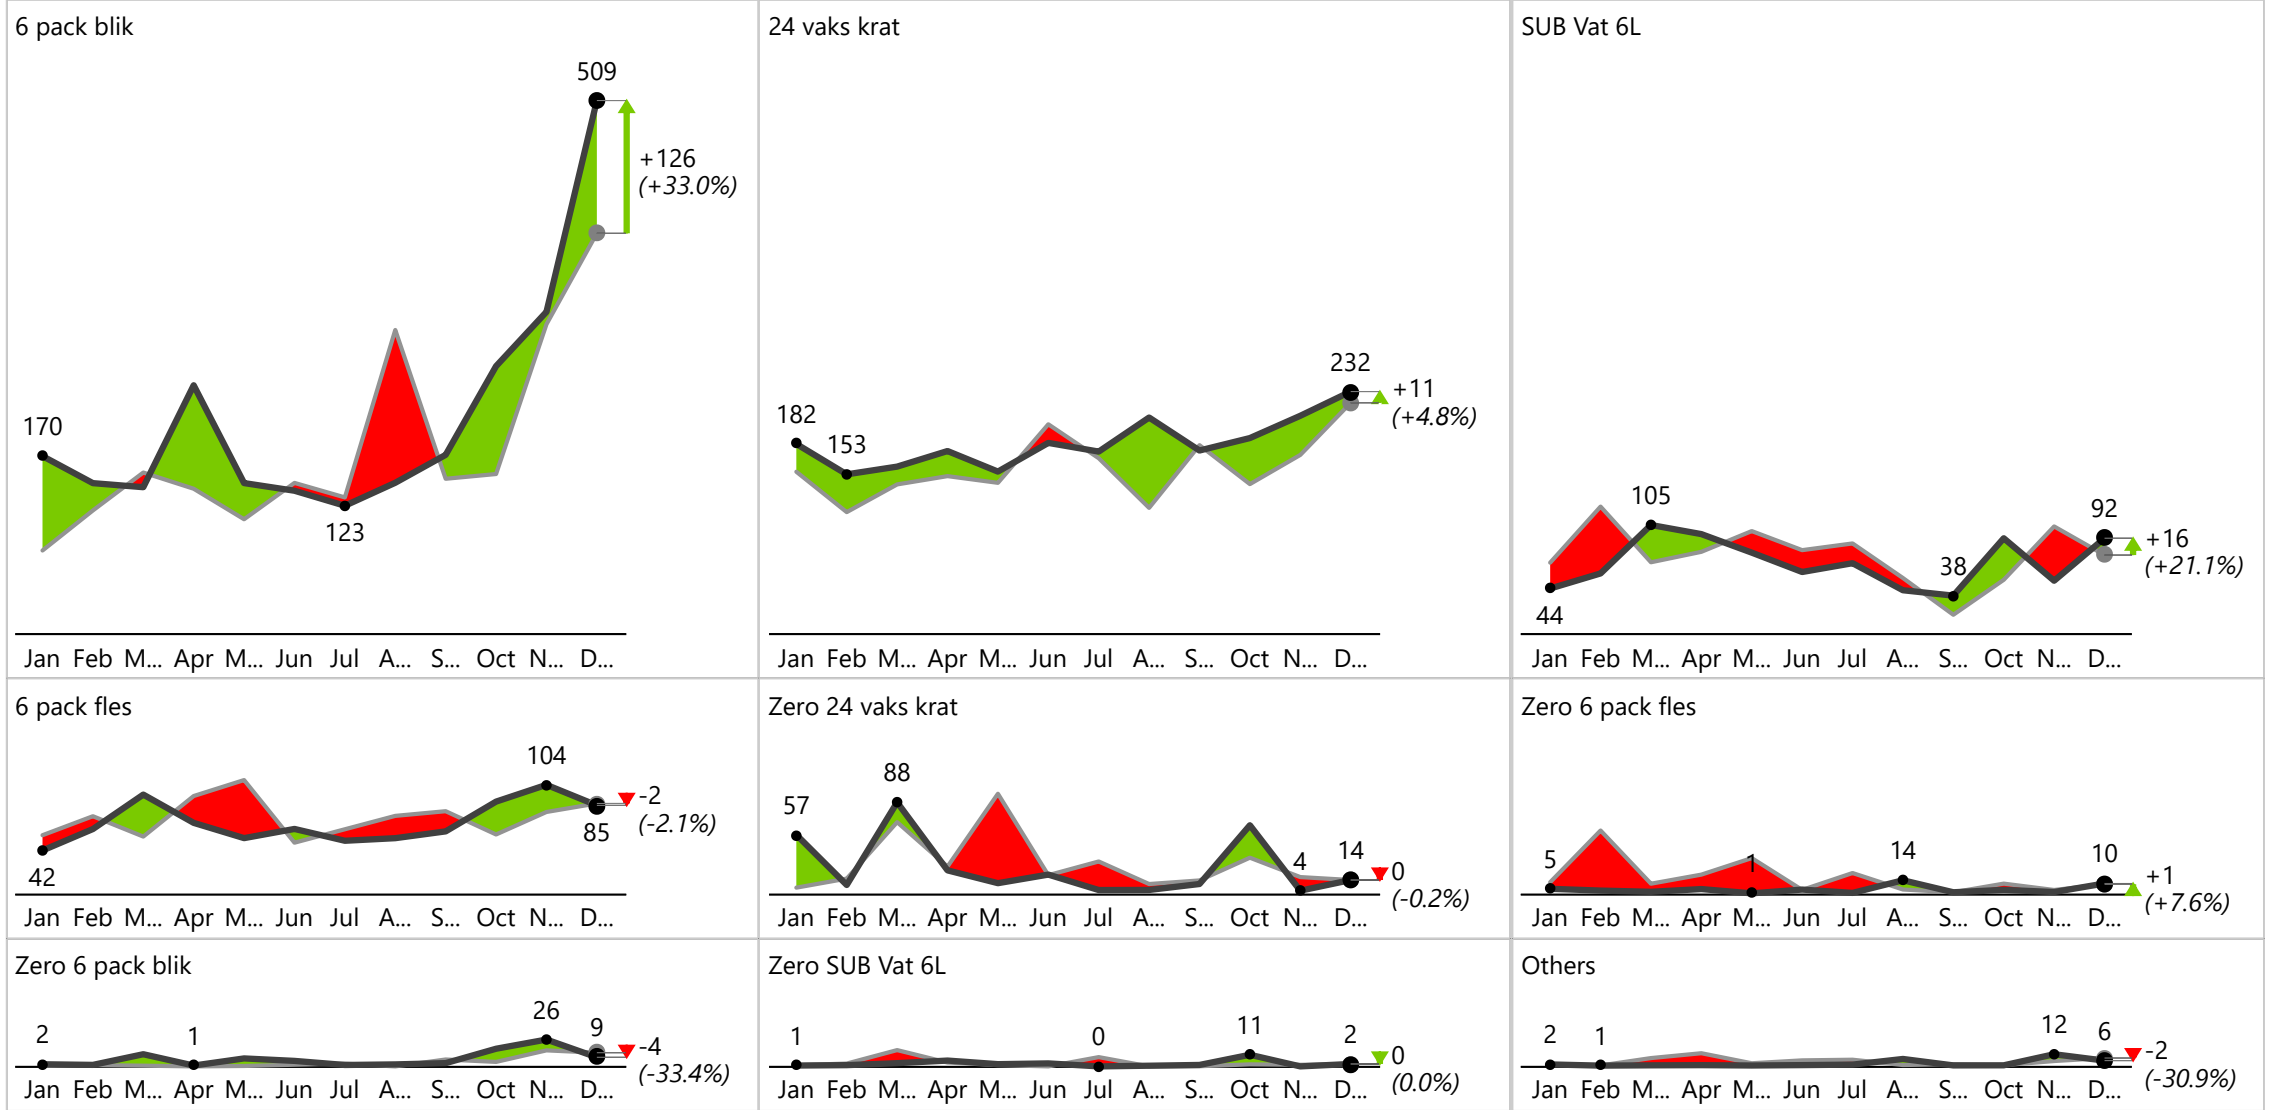 6 pack blik
509
+126
(+33.0%)
170
123
Jan Feb M... Apr M... Jun Jul A... S... Oct N... D...
24 vaks krat
232
+11
(+4.8%)
182
153
Jan Feb M... Apr M... Jun Jul A... S... Oct N... D...
SUB Vat 6L
105
92
+16
(+21.1%)
38
44
Jan Feb M... Apr M... Jun Jul A... S... Oct N... D...
6 pack fles
104
-2
(-2.1%)
85
42
Jan Feb M... Apr M... Jun Jul A... S... Oct N... D...
Zero 24 vaks krat
88
57
4
14
0
(-0.2%)
Jan Feb M... Apr M... Jun Jul A... S... Oct N... D...
Zero 6 pack fles
5
1
14
10
+1
(+7.6%)
Jan Feb M... Apr M... Jun Jul A... S... Oct N... D...
Zero 6 pack blik
2
1
26
9
-4
(-33.4%)
Jan Feb M... Apr M... Jun Jul A... S... Oct N... D...
Zero SUB Vat 6L
1
0
11
2
0
(0.0%)
Jan Feb M... Apr M... Jun Jul A... S... Oct N... D...
Others
2
1
12
6
-2
(-30.9%)
Jan Feb M... Apr M... Jun Jul A... S... Oct N... D...